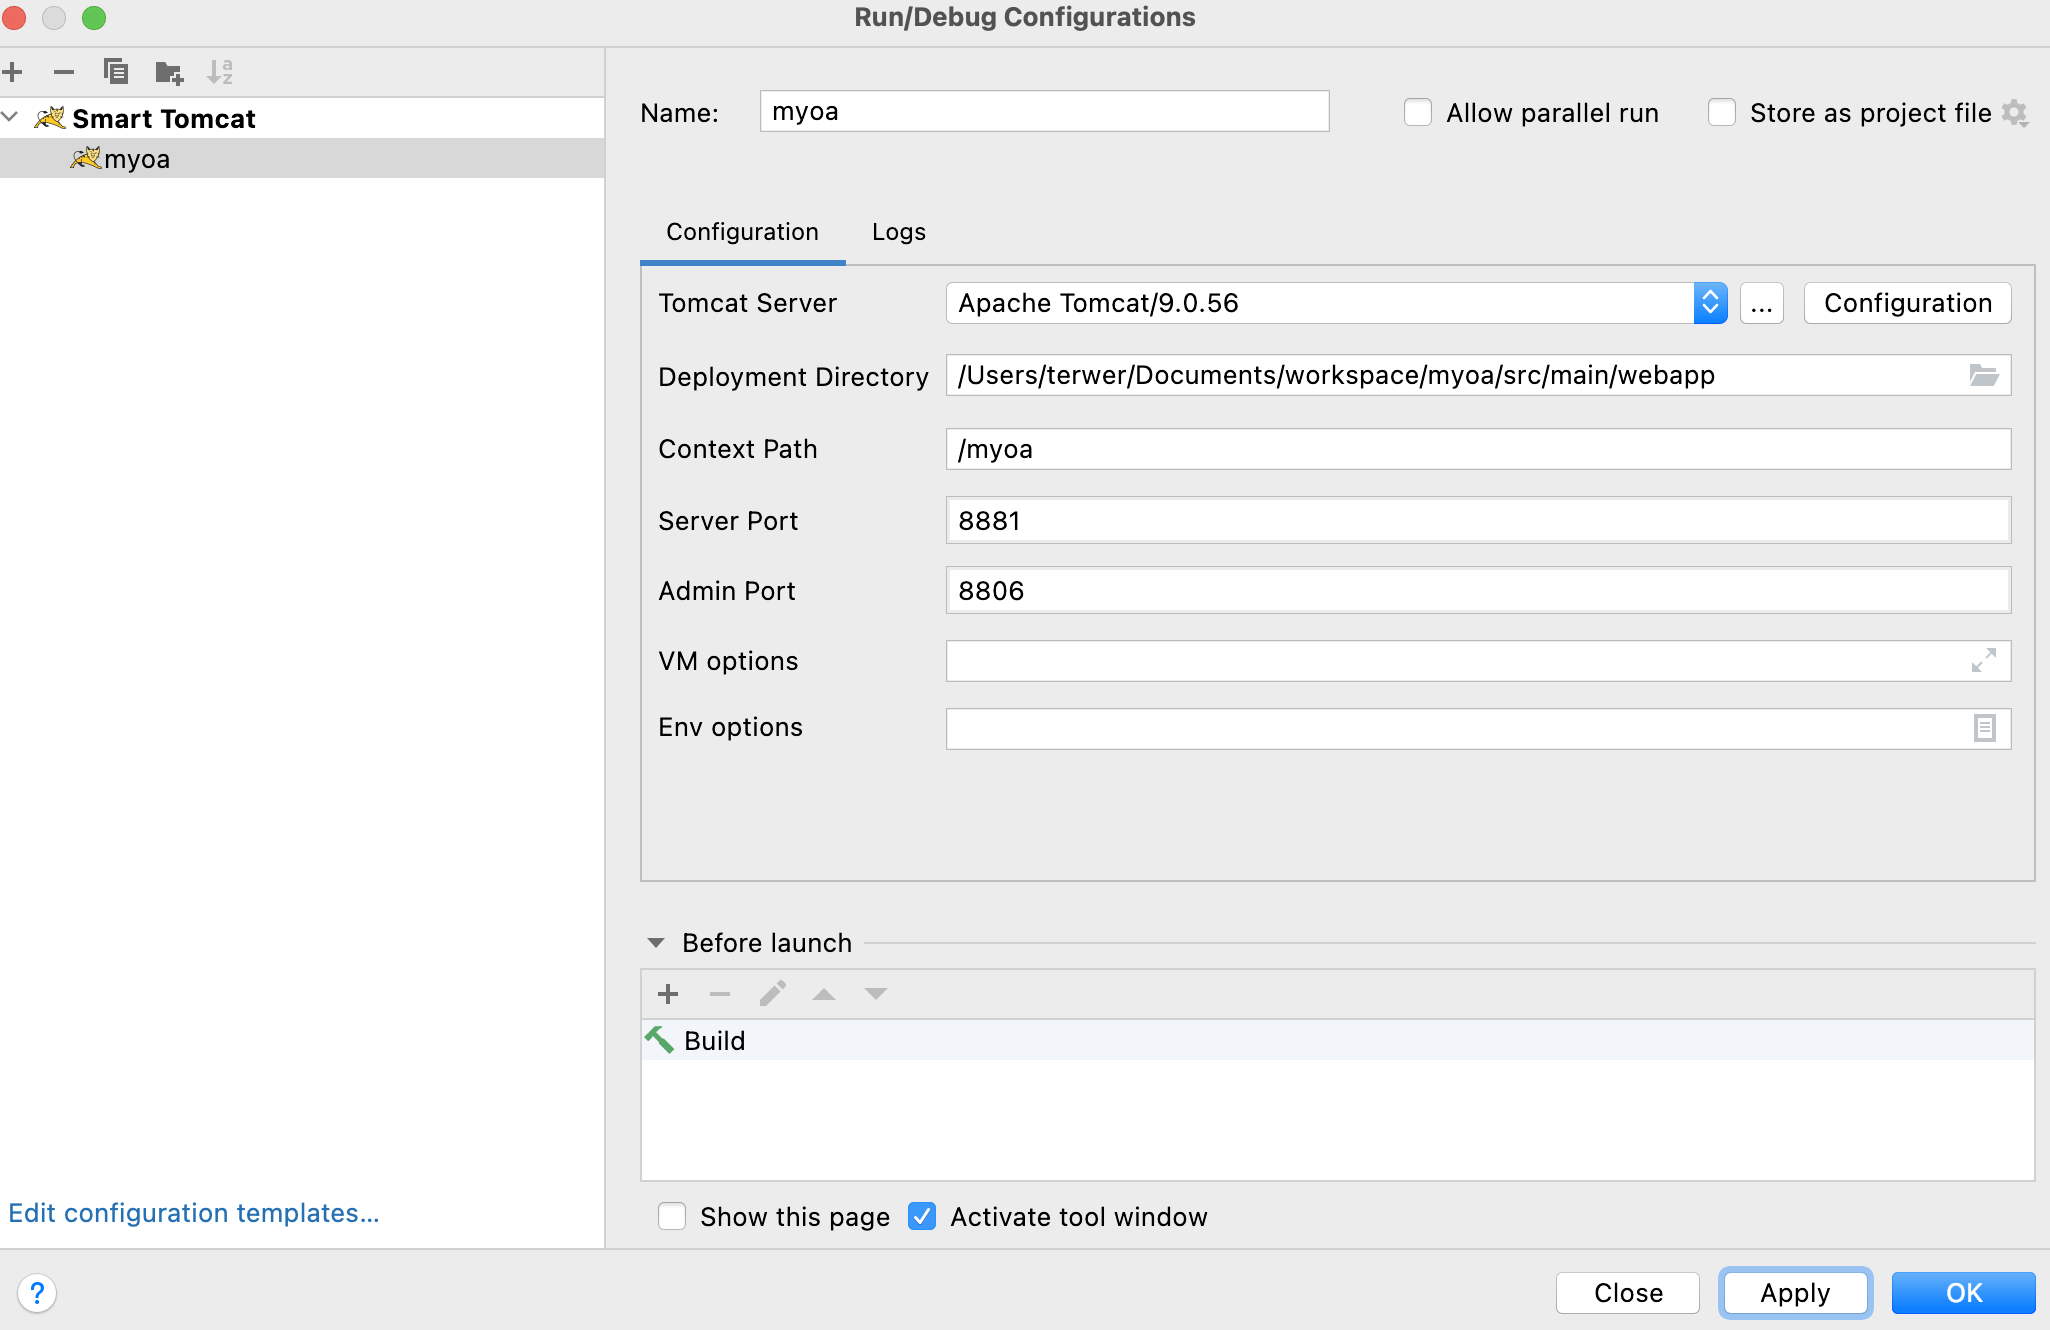 Run/Debug Configurations
Smart Tomcat
myoa
Name: myoa Allow parallel run Store as project file
Configuration Logs
Tomcat Server Apache Tomcat/9.0.56 ... Configuration
Deployment Directory /Users/terwer/Documents/workspace/myoa/src/main/webapp
Context Path /myoa
Server Port 8881
Admin Port 8806
VM options
Env options
Before launch
Build
Show this page Activate tool window
Edit configuration templates...
? Close Apply OK